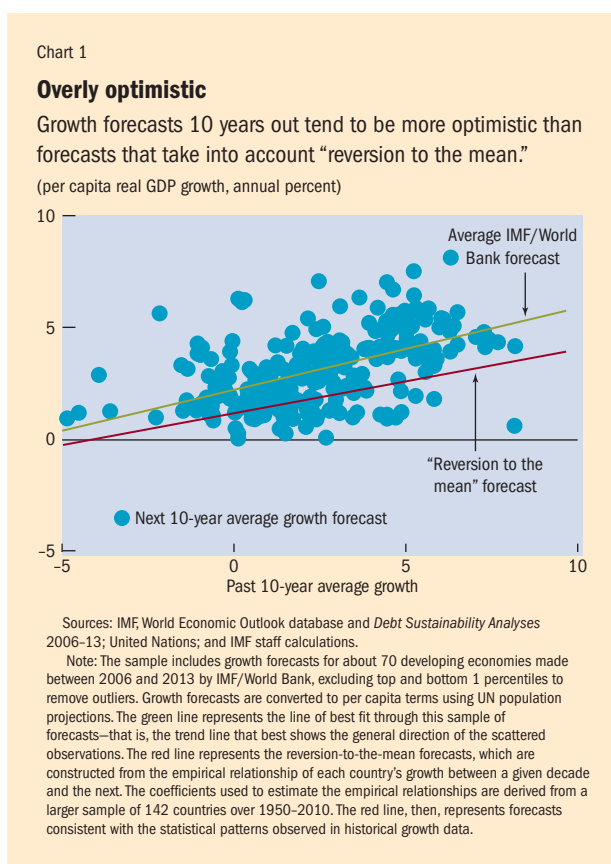 Chart 1
Overly optimistic
Growth forecasts 10 years out tend to be more optimistic than
forecasts that take into account “reversion to the mean.”
(per capita real GDP growth, annual percent)
10
Average IMF/World
Bank forecast
5
0
“Reversion to the
mean” forecast
Next 10-year average growth forecast
–5
–5 0 5 10
Past 10-year average growth
Sources: IMF, World Economic Outlook database and Debt Sustainability Analyses
2006–13; United Nations; and IMF staff calculations.
Note: The sample includes growth forecasts for about 70 developing economies made
between 2006 and 2013 by IMF/World Bank, excluding top and bottom 1 percentiles to
remove outliers. Growth forecasts are converted to per capita terms using UN population
projections. The green line represents the line of best fit through this sample of
forecasts—that is, the trend line that best shows the general direction of the scattered
observations. The red line represents the reversion-to-the-mean forecasts, which are
constructed from the empirical relationship of each country’s growth between a given decade
and the next. The coefficients used to estimate the empirical relationships are derived from a
larger sample of 142 countries over 1950–2010. The red line, then, represents forecasts
consistent with the statistical patterns observed in historical growth data.